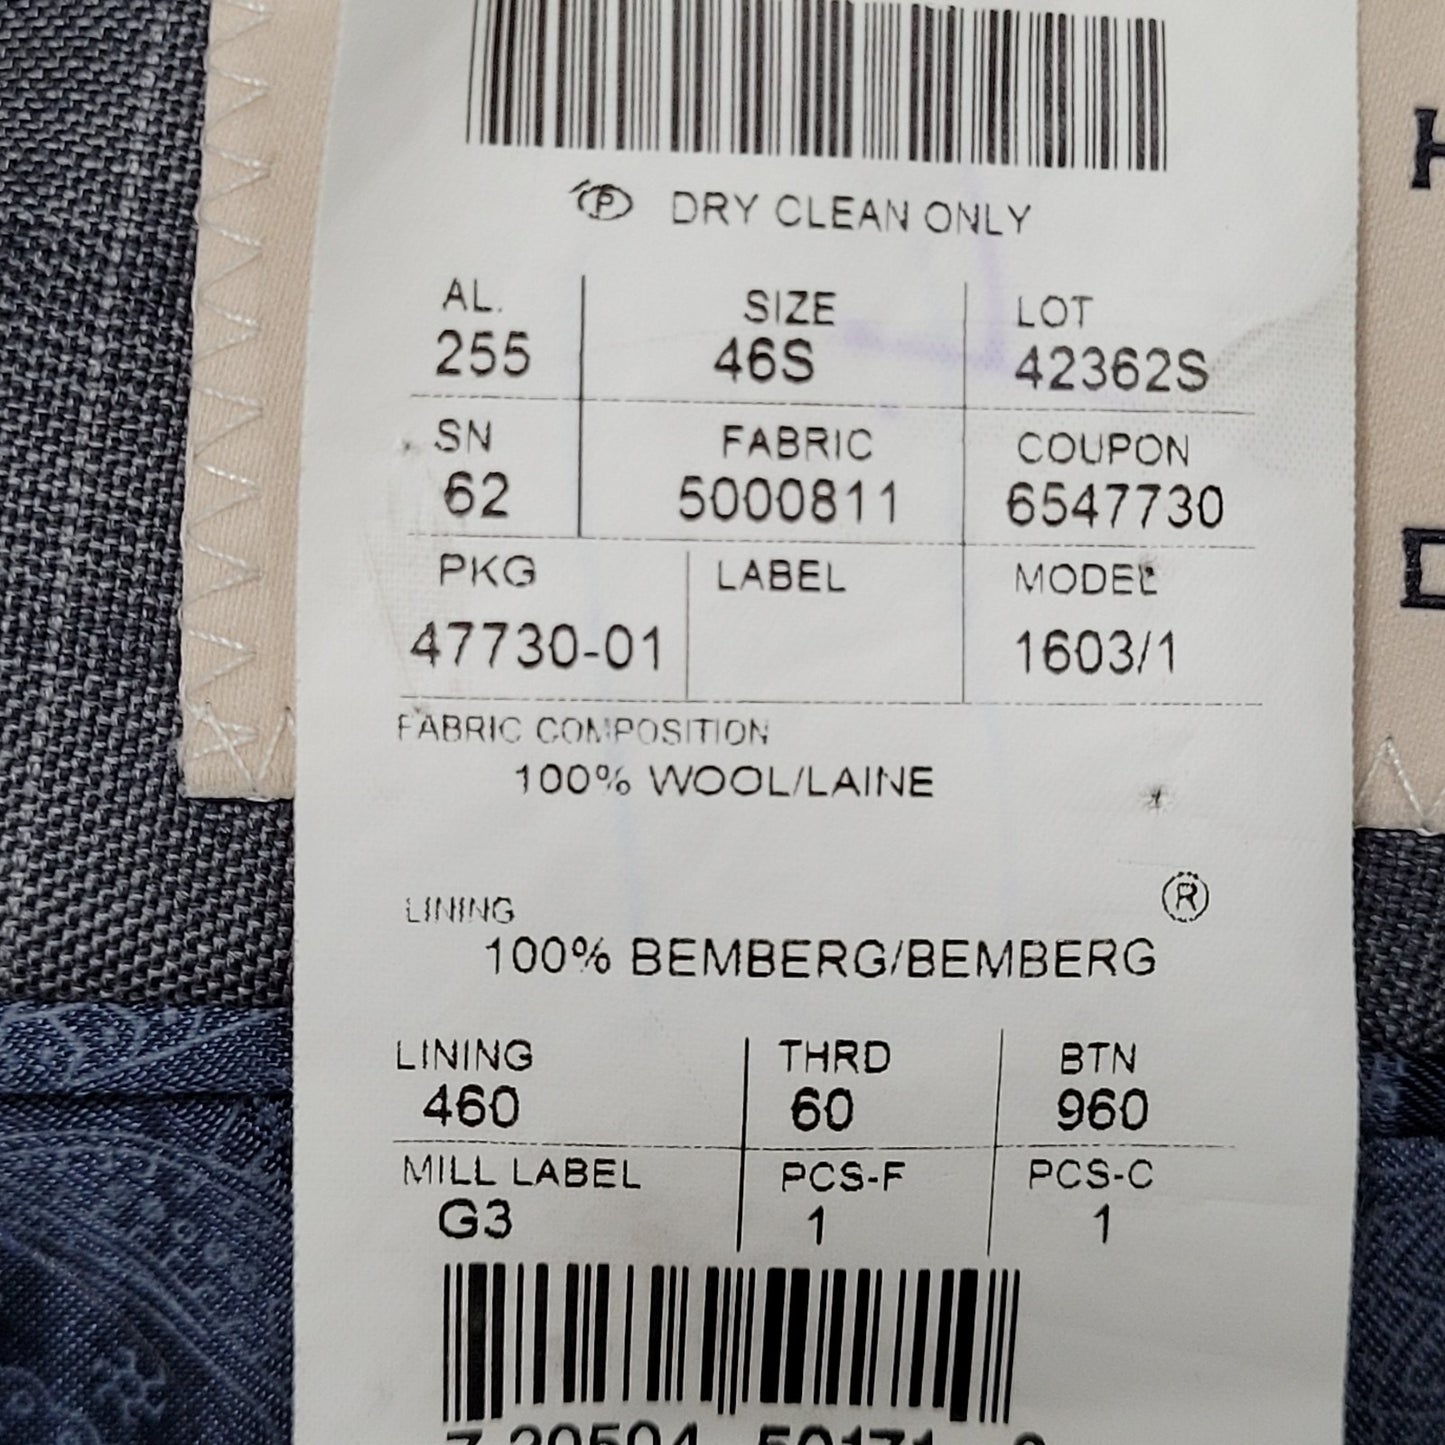 P DRY CLEAN ONLY
AL. SIZE LOT
255 46S 42362S
SN FABRIC COUPON
62 5000811 6547730
PKG LABEL MODEL
47730-01 1603/1
FABRIC COMPOSITION
100% WOOL/LAINE
LINING ®
100% BEMBERG/BEMBERG
LINING THRD BTN
460 60 960
MILL LABEL PCS-F PCS-C
G3 1 1
H